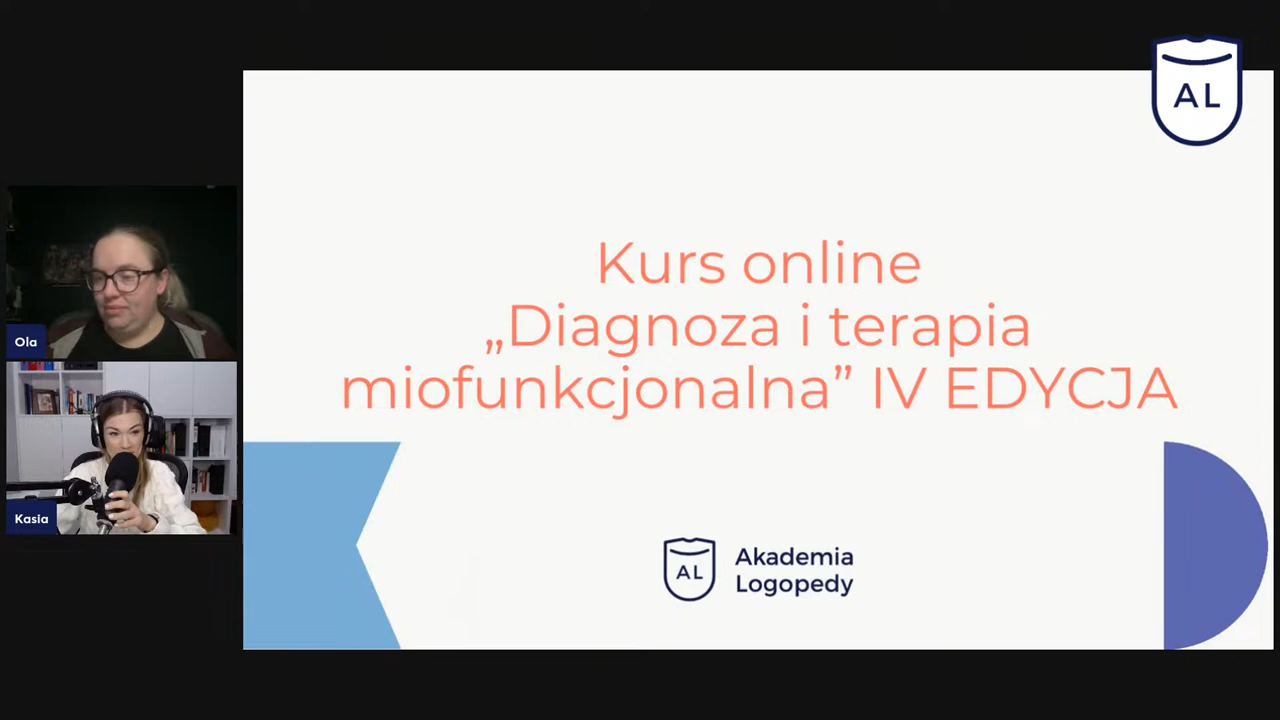 AL
Kurs online
„Diagnoza i terapia
miofunkcjonalna” IV EDYCJA
Ola
Kasia
AL
Akademia
Logopedy